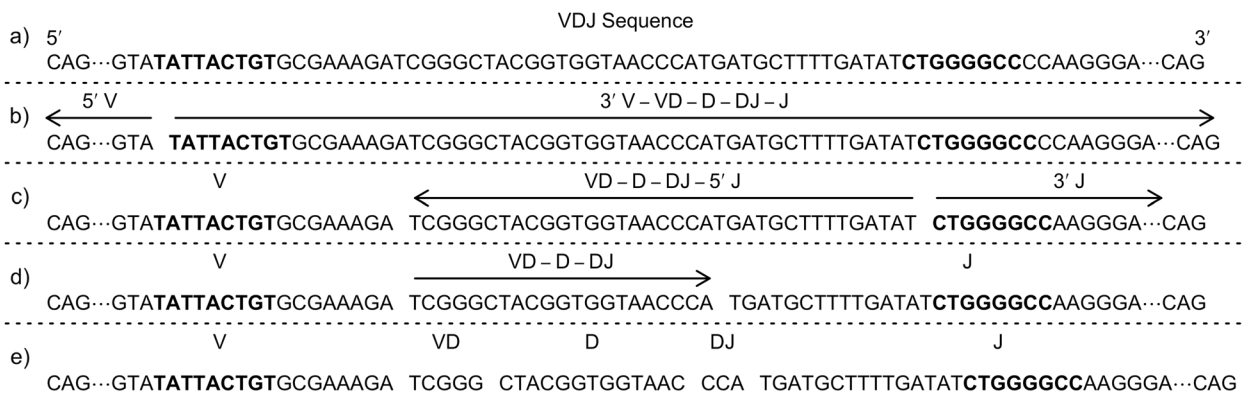 VDJ Sequence
5′ 3′
a) CAG···GTATATTACTGTGCGAAAGATCGGGCTACGGTGGTAACCCATGATGCTTTTGATATCTGGGGCCCCAAGGGA···CAG
5′ V 3′ V – VD – D – DJ – J
b) CAG···GTA TATTACTGTGCGAAAGATCGGGCTACGGTGGTAACCCATGATGCTTTTGATATCTGGGGCCCCAAGGGA···CAG
V VD – D – DJ – 5′ J 3′ J
c) CAG···GTATATTACTGTGCGAAAGA TCGGGCTACGGTGGTAACCCATGATGCTTTTGATAT CTGGGGCCAAGGGA···CAG
V VD – D – DJ J
d) CAG···GTATATTACTGTGCGAAAGA TCGGGCTACGGTGGTAACCCA TGATGCTTTTGATATCTGGGGCCAAGGGA···CAG
V VD D DJ J
e) CAG···GTATATTACTGTGCGAAAGA TCGGG CTACGGTGGTAAC CCA TGATGCTTTTGATATCTGGGGCCAAGGGA···CAG